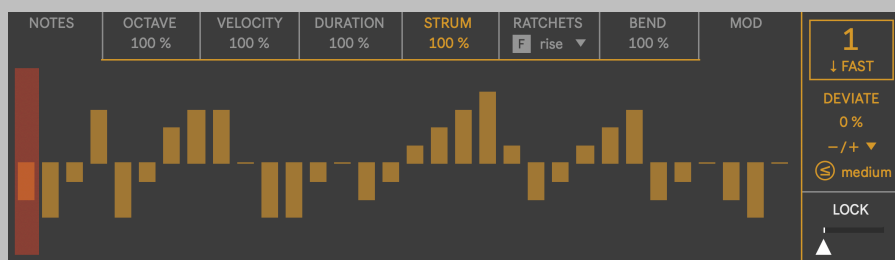 NOTES
OCTAVE
100 %
VELOCITY
100 %
DURATION
100 %
STRUM
100 %
RATCHETS
F rise ▼
BEND
100 %
MOD
1
↓ FAST
DEVIATE
0 %
−/+ ▼
≤ medium
LOCK